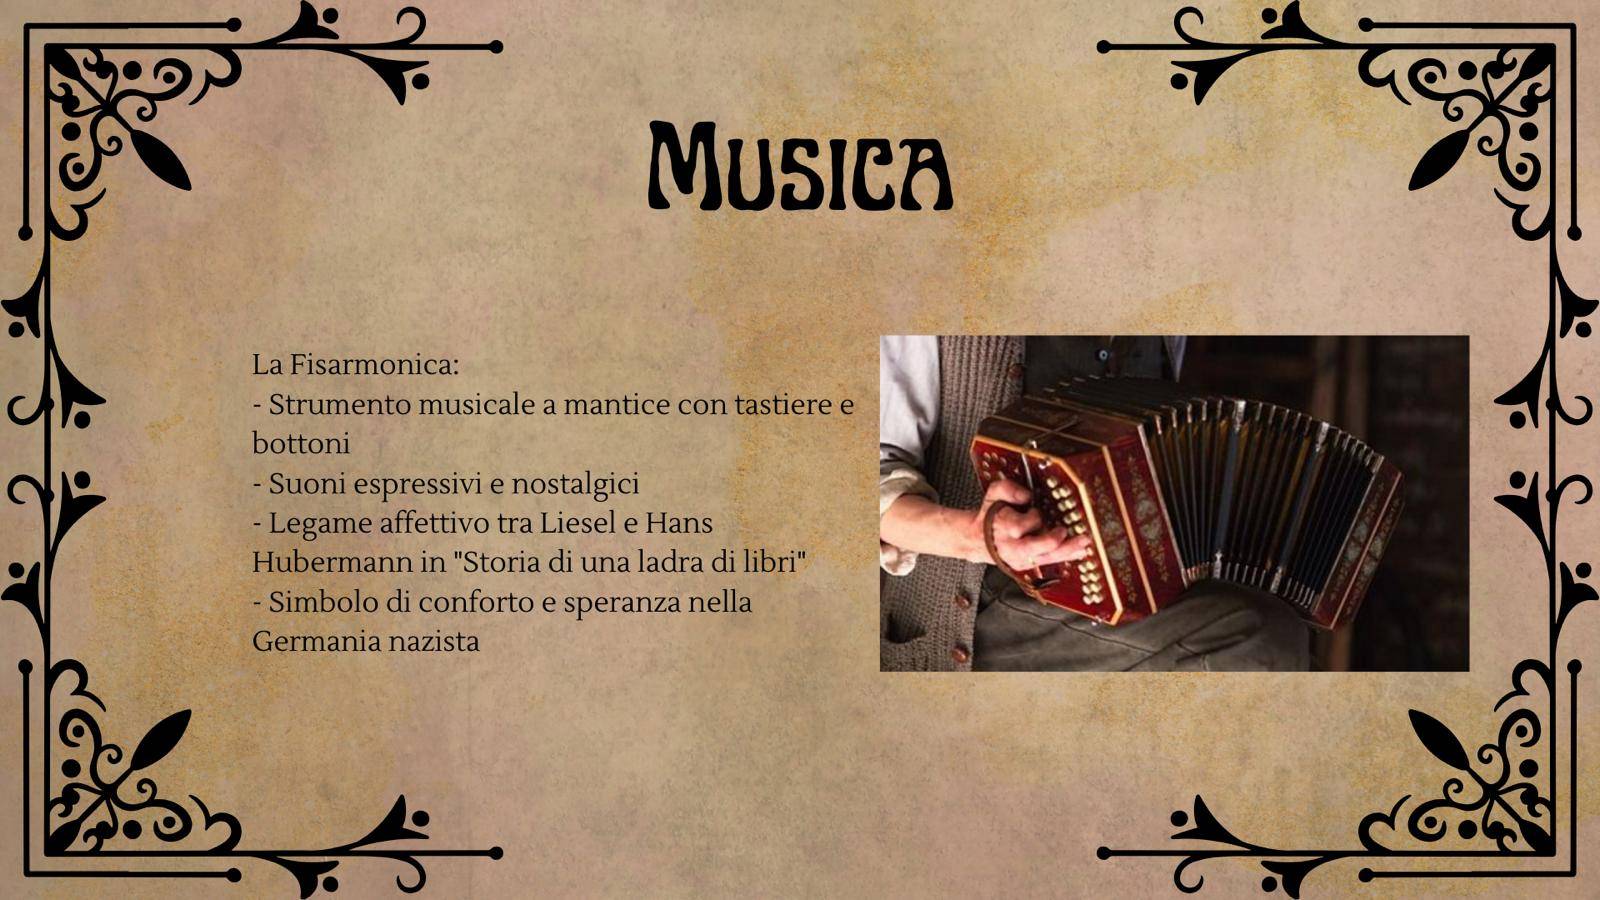 Musica
La Fisarmonica:
- Strumento musicale a mantice con tastiere e
bottoni
- Suoni espressivi e nostalgici
- Legame affettivo tra Liesel e Hans
Hubermann in "Storia di una ladra di libri"
- Simbolo di conforto e speranza nella
Germania nazista